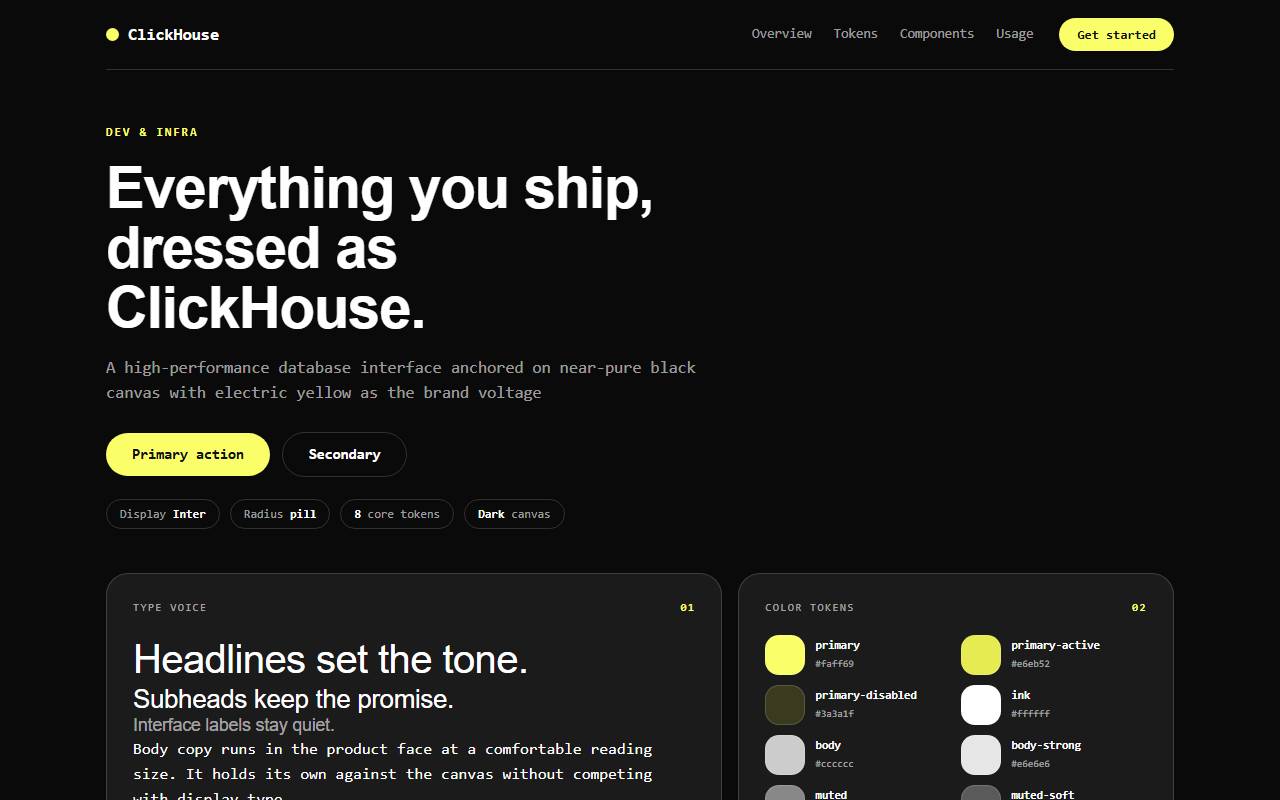 ClickHouse
Overview
Tokens
Components
Usage
Get started
DEV & INFRA
Everything you ship,
dressed as
ClickHouse.
A high-performance database interface anchored on near-pure black
canvas with electric yellow as the brand voltage
Primary action
Secondary
Display Inter
Radius pill
8 core tokens
Dark canvas
TYPE VOICE
01
Headlines set the tone.
Subheads keep the promise.
Interface labels stay quiet.
Body copy runs in the product face at a comfortable reading
size. It holds its own against the canvas without competing
with display type.
COLOR TOKENS
02
primary
#faff69
primary-active
#e6eb52
primary-disabled
#3a3a1f
ink
#ffffff
body
#cccccc
body-strong
#e6e6e6
muted
muted-soft